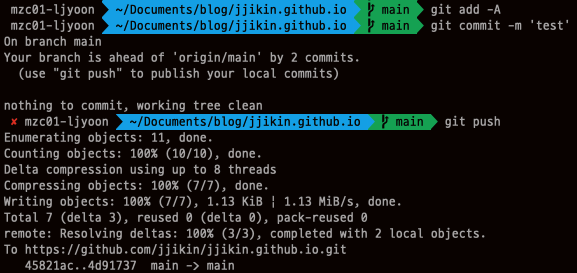 mzc01-ljyoon ~/Documents/blog/jjikin.github.io main git add -A
mzc01-ljyoon ~/Documents/blog/jjikin.github.io main git commit -m 'test'
On branch main
Your branch is ahead of 'origin/main' by 2 commits.
  (use "git push" to publish your local commits)

nothing to commit, working tree clean
✘ mzc01-ljyoon ~/Documents/blog/jjikin.github.io main git push
Enumerating objects: 11, done.
Counting objects: 100% (10/10), done.
Delta compression using up to 8 threads
Compressing objects: 100% (7/7), done.
Writing objects: 100% (7/7), 1.13 KiB ¦ 1.13 MiB/s, done.
Total 7 (delta 3), reused 0 (delta 0), pack-reused 0
remote: Resolving deltas: 100% (3/3), completed with 2 local objects.
To https://github.com/jjikin/jjikin.github.io.git
   45821ac..4d91737  main -> main